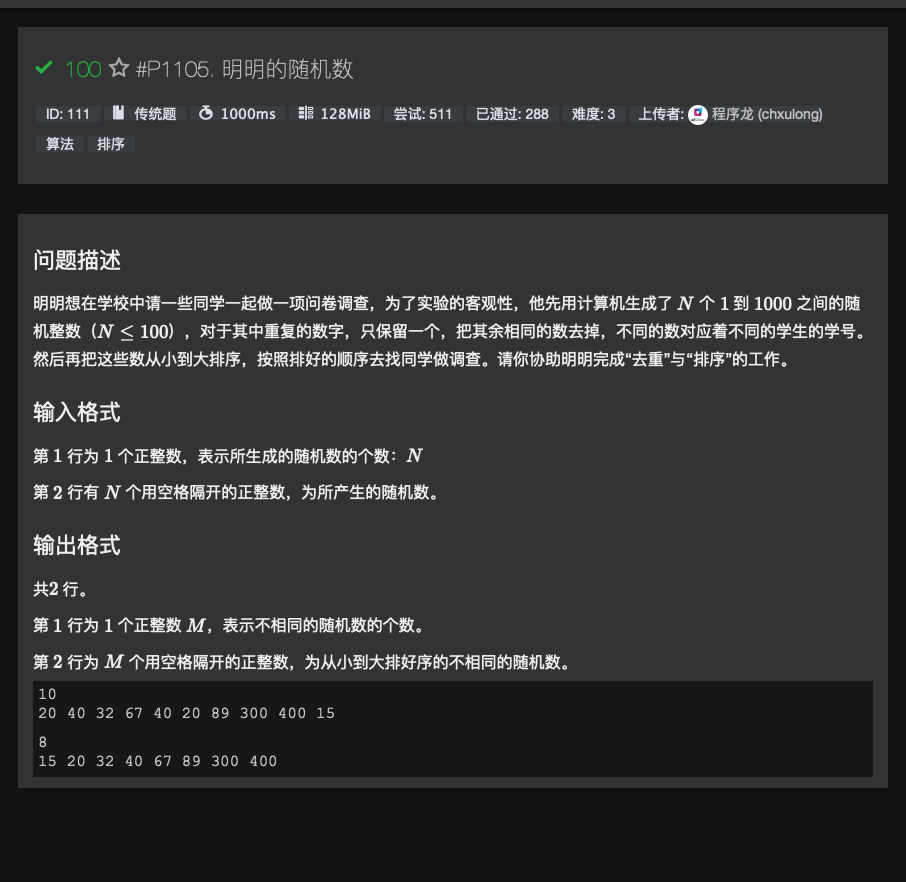 100 #P1105. 明明的随机数
ID: 111 传统题 1000ms 128MiB 尝试: 511 已通过: 288 难度: 3 上传者: 程序龙 (chxulong)
算法 排序
问题描述
明明想在学校中请一些同学一起做一项问卷调查，为了实验的客观性，他先用计算机生成了 N 个 1 到 1000 之间的随
机整数（N ≤ 100），对于其中重复的数字，只保留一个，把其余相同的数去掉，不同的数对应着不同的学生的学号。
然后再把这些数从小到大排序，按照排好的顺序去找同学做调查。请你协助明明完成“去重”与“排序”的工作。
输入格式
第 1 行为 1 个正整数，表示所生成的随机数的个数：N
第 2 行有 N 个用空格隔开的正整数，为所产生的随机数。
输出格式
共2 行。
第 1 行为 1 个正整数 M，表示不相同的随机数的个数。
第 2 行为 M 个用空格隔开的正整数，为从小到大排好序的不相同的随机数。
10
20 40 32 67 40 20 89 300 400 15
8
15 20 32 40 67 89 300 400